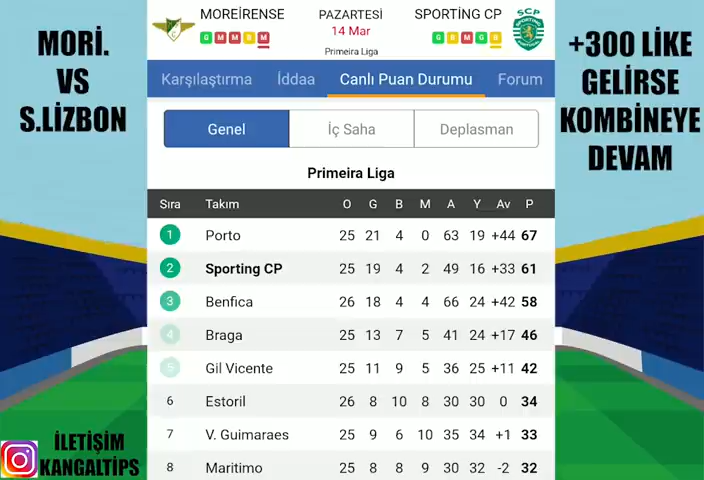 MORİ.
VS
S.LİZBON
MOREİRENSE
G M M B M
PAZARTESİ
14 Mar
Primeira Liga
SPORTİNG CP
G B M G B
SCP
+300 LİKE
GELİRSE
KOMBİNEYE
DEVAM
Karşılaştırma İddaa Canlı Puan Durumu Forum
Genel İç Saha Deplasman
Primeira Liga
Sıra Takım O G B M A Y Av P
1 Porto 25 21 4 0 63 19 +44 67
2 Sporting CP 25 19 4 2 49 16 +33 61
3 Benfica 26 18 4 4 66 24 +42 58
4 Braga 25 13 7 5 41 24 +17 46
5 Gil Vicente 25 11 9 5 36 25 +11 42
6 Estoril 26 8 10 8 30 30 0 34
7 V. Guimaraes 25 9 6 10 35 34 +1 33
8 Maritimo 25 8 8 9 30 32 -2 32
İLETİŞİM
KANGALTİPS